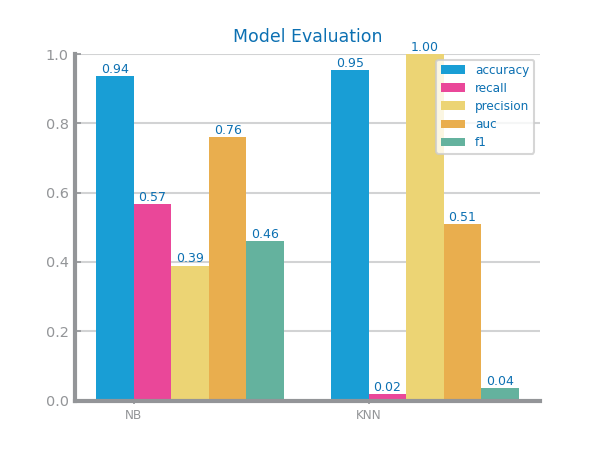 Model Evaluation
1.0
0.8
0.6
0.4
0.2
0.0
0.94
0.57
0.39
0.76
0.46
0.95
0.02
1.00
0.51
0.04
accuracy
recall
precision
auc
f1
NB
KNN